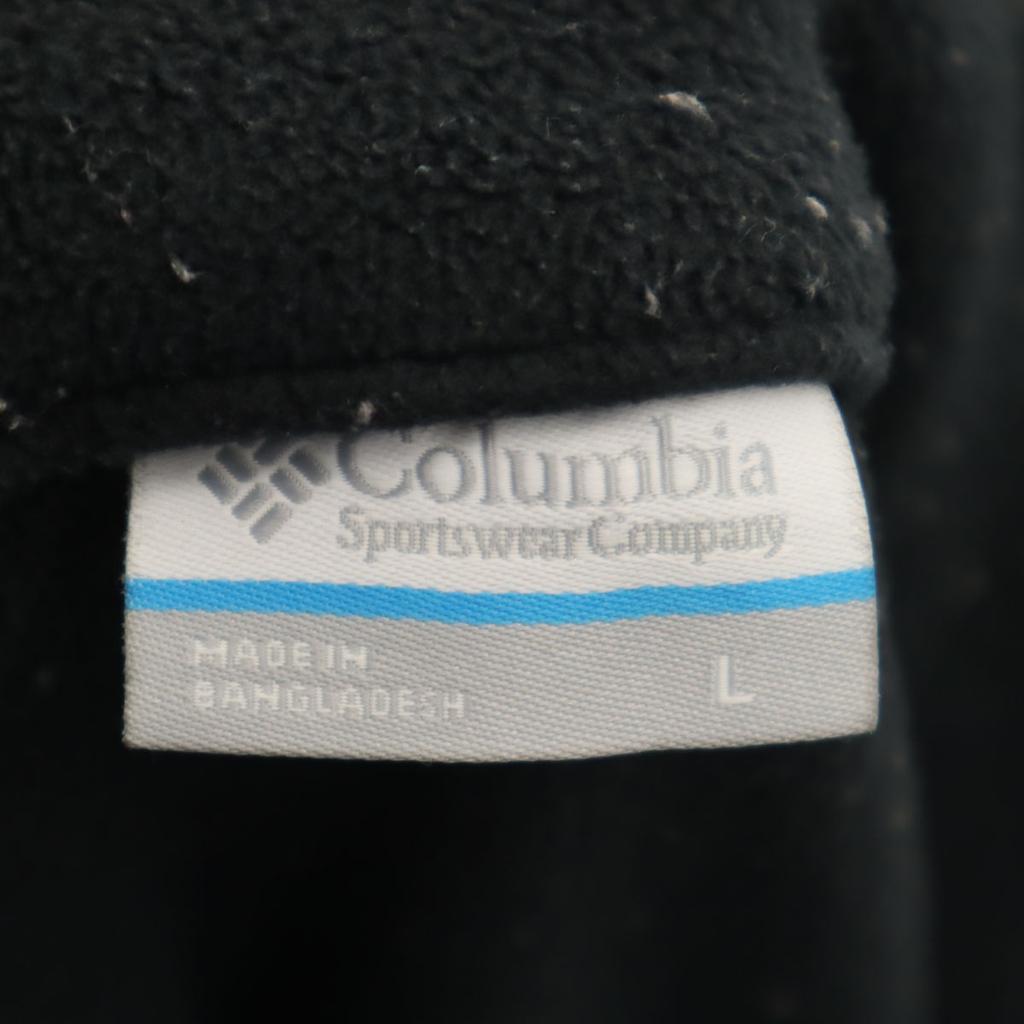 Columbia
Sportswear Company
MADE IN
BANGLADESH
L